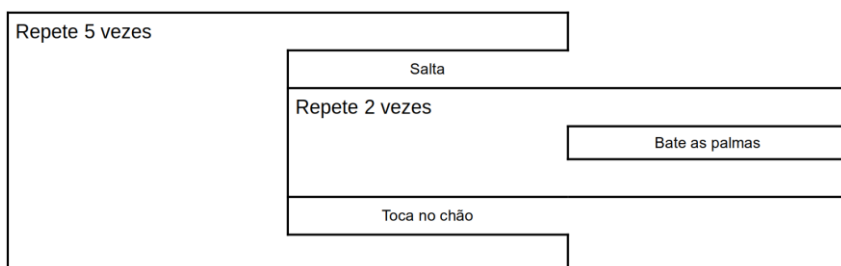 Repete 5 vezes
Salta
Repete 2 vezes
Bate as palmas
Toca no chão